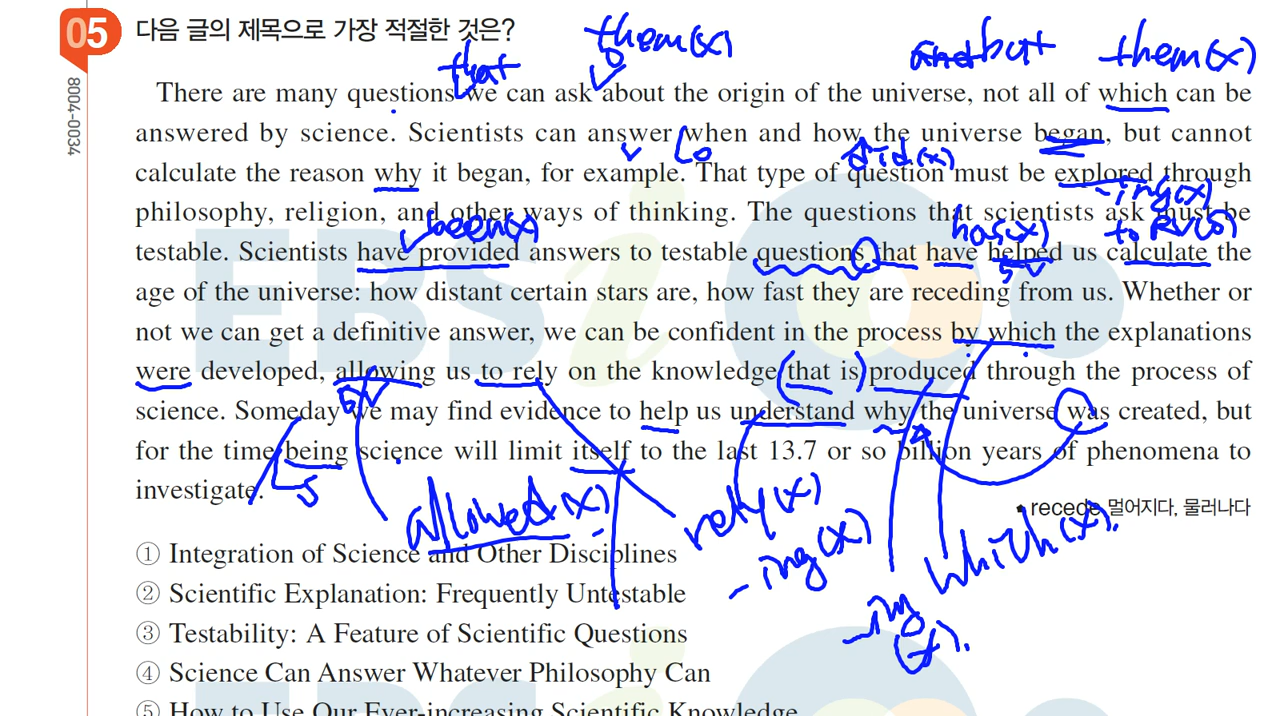 05 다음 글의 제목으로 가장 적절한 것은?
them(x)
that
and but
them(x)
8004-0034
There are many questions we can ask about the origin of the universe, not all of which can be
answered by science. Scientists can answer when and how the universe began, but cannot
did(x)
calculate the reason why it began, for example. That type of question must be explored through
-ing(x)
philosophy, religion, and other ways of thinking. The questions that scientists ask must be
been(x)
has(x)
to RV(o)
testable. Scientists have provided answers to testable questions that have helped us calculate the
age of the universe: how distant certain stars are, how fast they are receding from us. Whether or
not we can get a definitive answer, we can be confident in the process by which the explanations
were developed, allowing us to rely on the knowledge (that is) produced through the process of
science. Someday we may find evidence to help us understand why the universe was created, but
for the time being science will limit itself to the last 13.7 or so billion years of phenomena to
investigate.
• recede 멀어지다, 물러나다
allowed(x)
rely(x)
-ing(x)
which(x).
-ing(x).
① Integration of Science and Other Disciplines
② Scientific Explanation: Frequently Untestable
③ Testability: A Feature of Scientific Questions
④ Science Can Answer Whatever Philosophy Can
⑤ How to Use Our Ever-increasing Scientific Knowledge
EBSi